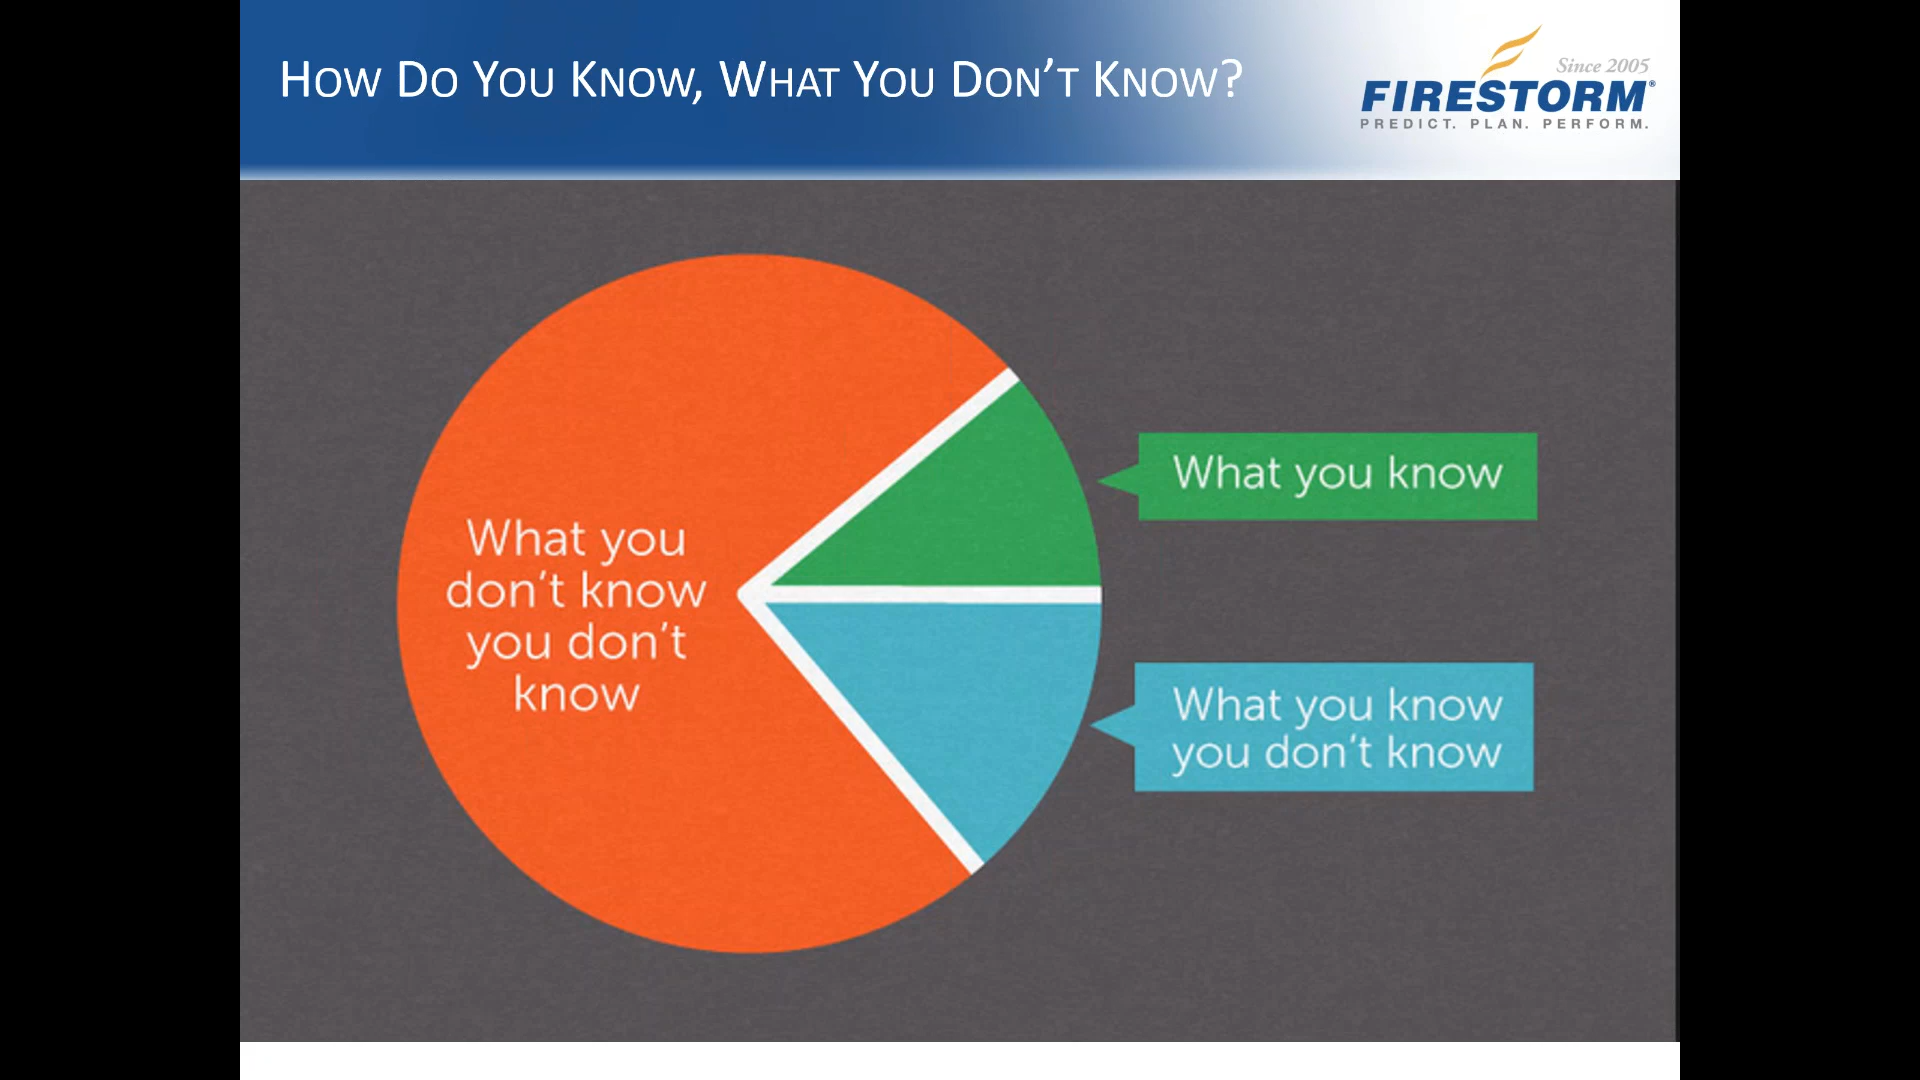 How Do You Know, What You Don't Know?
Since 2005
FIRESTORM®
PREDICT. PLAN. PERFORM.
What you
don't know
you don't
know
What you know
What you know
you don't know